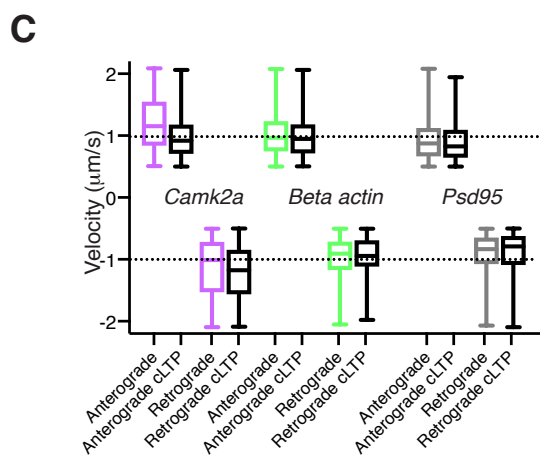 C
Velocity (μm/s)
2
1
0
-1
-2
Camk2a Beta actin Psd95
Anterograde
Anterograde cLTP
Retrograde
Retrograde cLTP
Anterograde
Anterograde cLTP
Retrograde
Retrograde cLTP
Anterograde
Anterograde cLTP
Retrograde
Retrograde cLTP